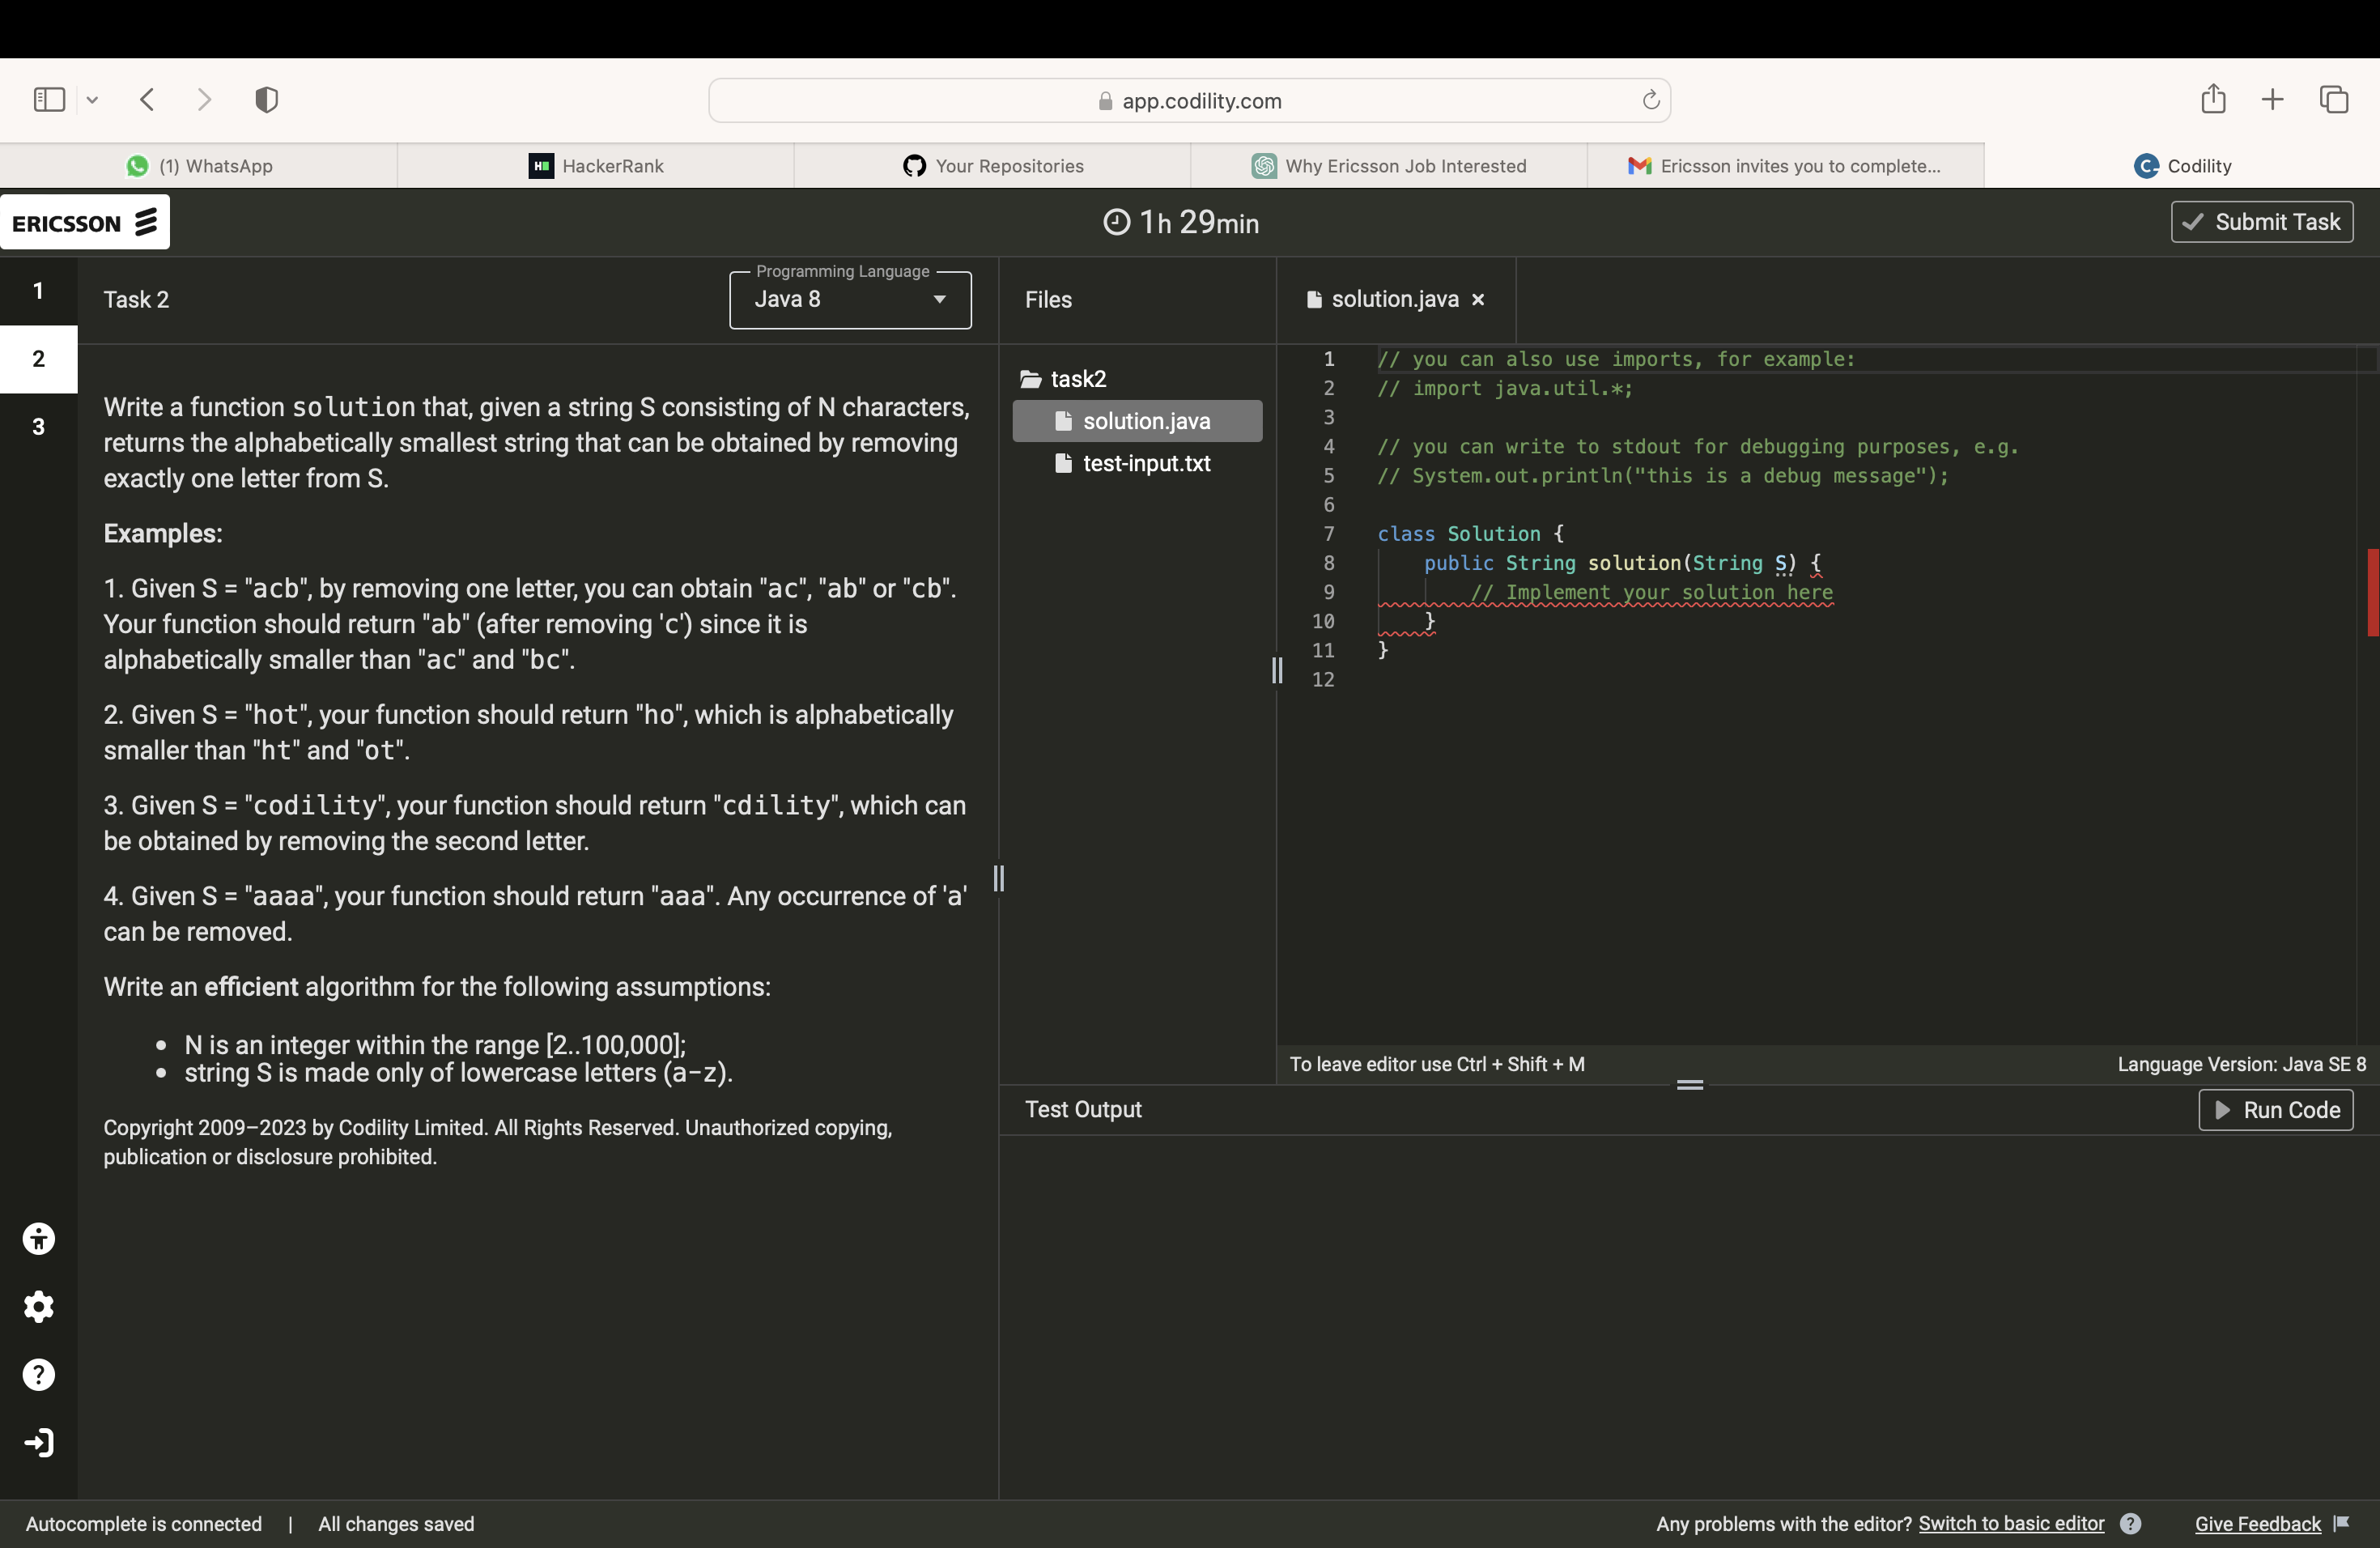 app.codility.com
(1) WhatsApp
HackerRank
Your Repositories
Why Ericsson Job Interested
Ericsson invites you to complete...
Codility
ERICSSON
1h 29min
Submit Task
1
2
3
Task 2
Programming Language
Java 8
Write a function solution that, given a string S consisting of N characters,
returns the alphabetically smallest string that can be obtained by removing
exactly one letter from S.
Examples:
1. Given S = "acb", by removing one letter, you can obtain "ac", "ab" or "cb".
Your function should return "ab" (after removing 'c') since it is
alphabetically smaller than "ac" and "bc".
2. Given S = "hot", your function should return "ho", which is alphabetically
smaller than "ht" and "ot".
3. Given S = "codility", your function should return "cdility", which can
be obtained by removing the second letter.
4. Given S = "aaaa", your function should return "aaa". Any occurrence of 'a'
can be removed.
Write an efficient algorithm for the following assumptions:
• N is an integer within the range [2..100,000];
• string S is made only of lowercase letters (a−z).
Copyright 2009–2023 by Codility Limited. All Rights Reserved. Unauthorized copying,
publication or disclosure prohibited.
Files
task2
solution.java
test-input.txt
solution.java ×
1 // you can also use imports, for example:
2 // import java.util.*;
3
4 // you can write to stdout for debugging purposes, e.g.
5 // System.out.println("this is a debug message");
6
7 class Solution {
8     public String solution(String S) {
9         // Implement your solution here
10     }
11 }
12
To leave editor use Ctrl + Shift + M
Language Version: Java SE 8
Test Output
Run Code
Autocomplete is connected | All changes saved
Any problems with the editor? Switch to basic editor ?
Give Feedback